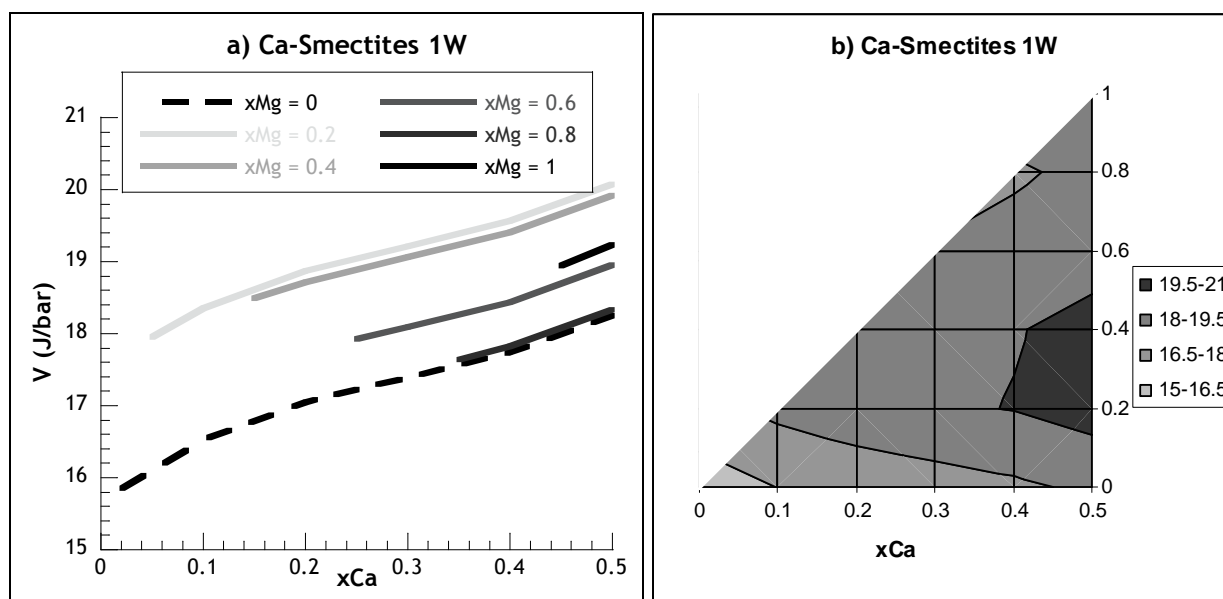 a) Ca-Smectites 1W
xMg = 0
xMg = 0.2
xMg = 0.4
xMg = 0.6
xMg = 0.8
xMg = 1
V (J/bar)
21
20
19
18
17
16
15
0 0.1 0.2 0.3 0.4 0.5
xCa
b) Ca-Smectites 1W
1
0.8
0.6
0.4
0.2
0
0 0.1 0.2 0.3 0.4 0.5
xCa
19.5-21
18-19.5
16.5-18
15-16.5